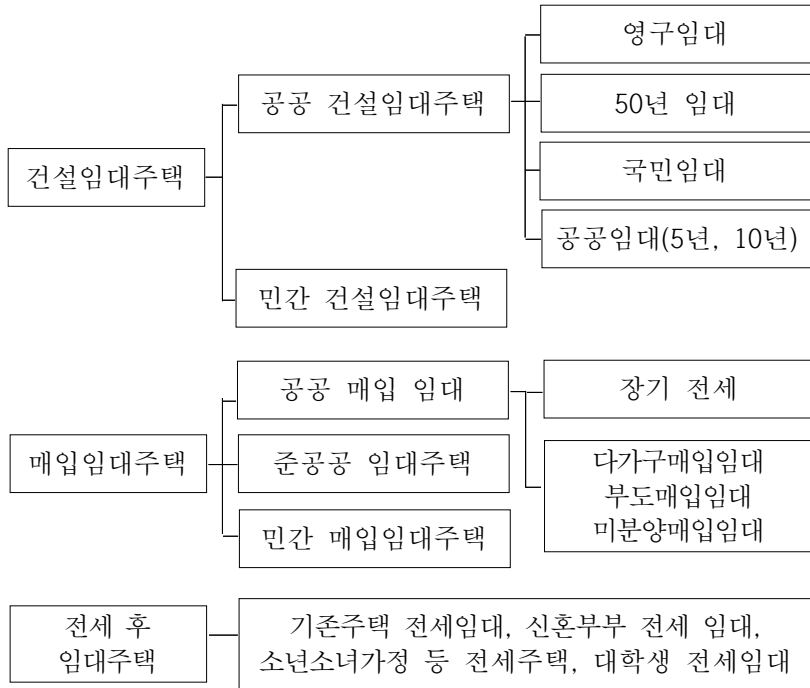 영구임대
공공 건설임대주택
50년 임대
건설임대주택
국민임대
공공임대(5년, 10년)
민간 건설임대주택
공공 매입 임대
장기 전세
매입임대주택
준공공 임대주택
다가구매입임대
부도매입임대
미분양매입임대
민간 매입임대주택
전세 후
임대주택
기존주택 전세임대, 신혼부부 전세 임대,
소년소녀가정 등 전세주택, 대학생 전세임대